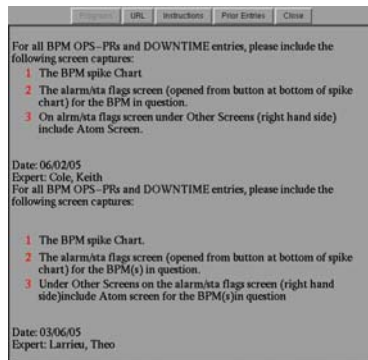 Program URL Instructions Prior Entries Close
For all BPM OPS-PRs and DOWNTIME entries, please include the
following screen captures:
1 The BPM spike Chart
2 The alarm/sta flags screen (opened from button at bottom of spike
chart) for the BPM in question.
3 On alrm/sta flags screen under Other Screens (right hand side)
include Atom Screen.
Date: 06/02/05
Expert: Cole, Keith
For all BPM OPS-PRs and DOWNTIME entries, please include the
following screen captures:
1 The BPM spike Chart.
2 The alarm/sta flags screen (opened from button at bottom of spike
chart) for the BPM(s) in question.
3 Under Other Screens on the alarm/sta flags screen (right hand
side)include Atom screen for the BPM(s)in question
Date: 03/06/05
Expert: Larrieu, Theo